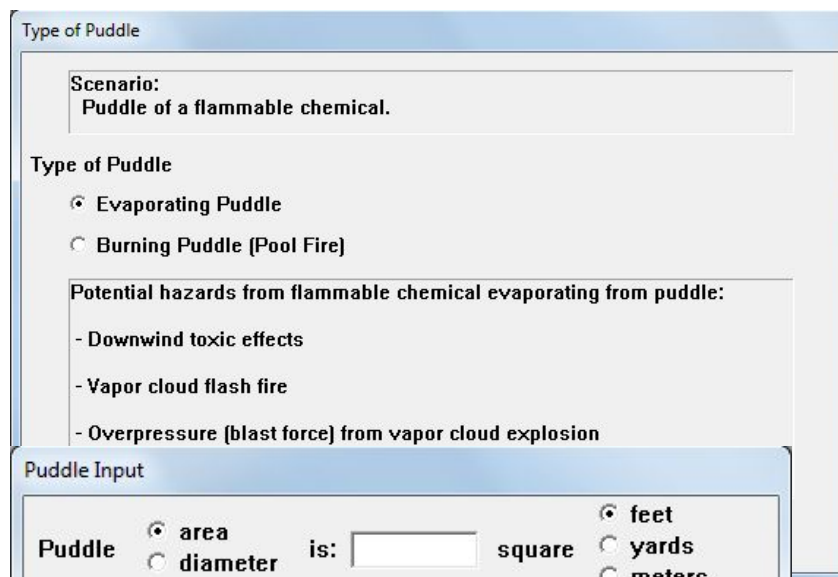 Type of Puddle
Scenario:
Puddle of a flammable chemical.
Type of Puddle
Evaporating Puddle
Burning Puddle (Pool Fire)
Potential hazards from flammable chemical evaporating from puddle:
- Downwind toxic effects
- Vapor cloud flash fire
- Overpressure (blast force) from vapor cloud explosion
Puddle Input
Puddle
area
diameter
is:
square
feet
yards
meters